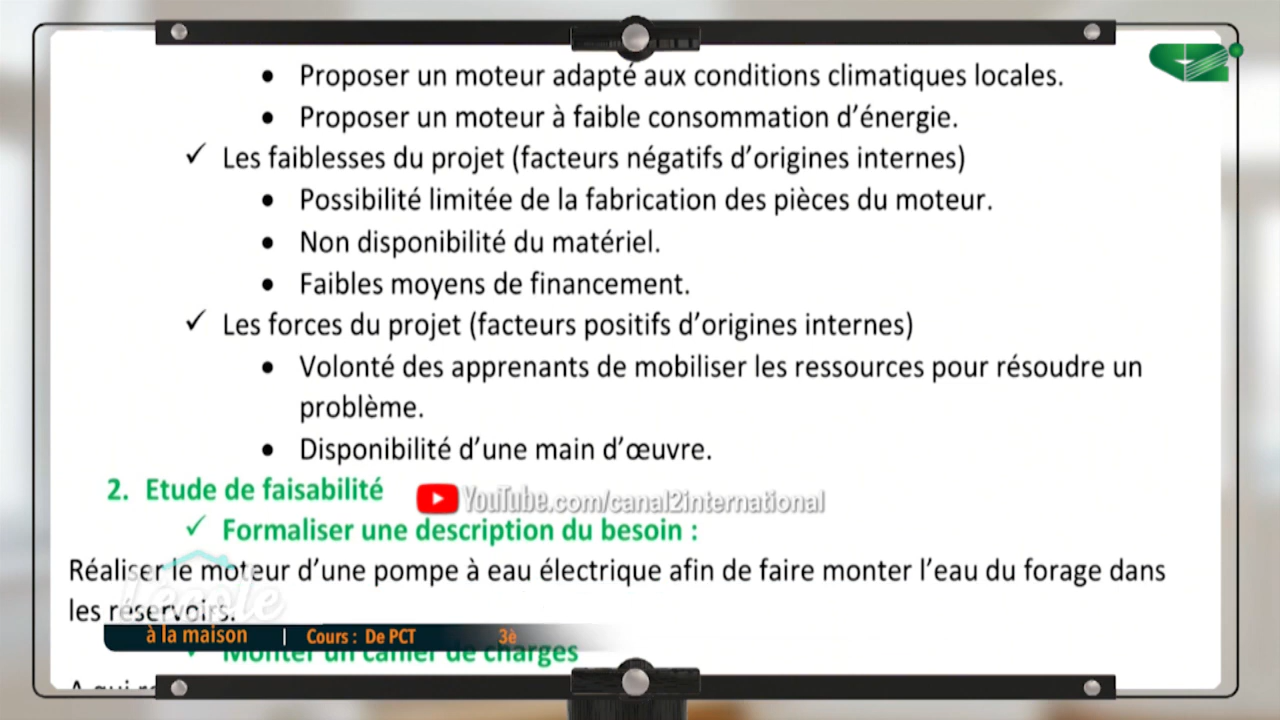 • Proposer un moteur adapté aux conditions climatiques locales.
• Proposer un moteur à faible consommation d'énergie.
✓ Les faiblesses du projet (facteurs négatifs d'origines internes)
• Possibilité limitée de la fabrication des pièces du moteur.
• Non disponibilité du matériel.
• Faibles moyens de financement.
✓ Les forces du projet (facteurs positifs d'origines internes)
• Volonté des apprenants de mobiliser les ressources pour résoudre un
problème.
• Disponibilité d'une main d'œuvre.
2. Etude de faisabilité
YouTube.com/canal2international
✓ Formaliser une description du besoin :
Réaliser le moteur d'une pompe à eau électrique afin de faire monter l'eau du forage dans
les réservoirs.
L'école
à la maison | Cours : De PCT 3è
✓ Monter un cahier de charges
A qui